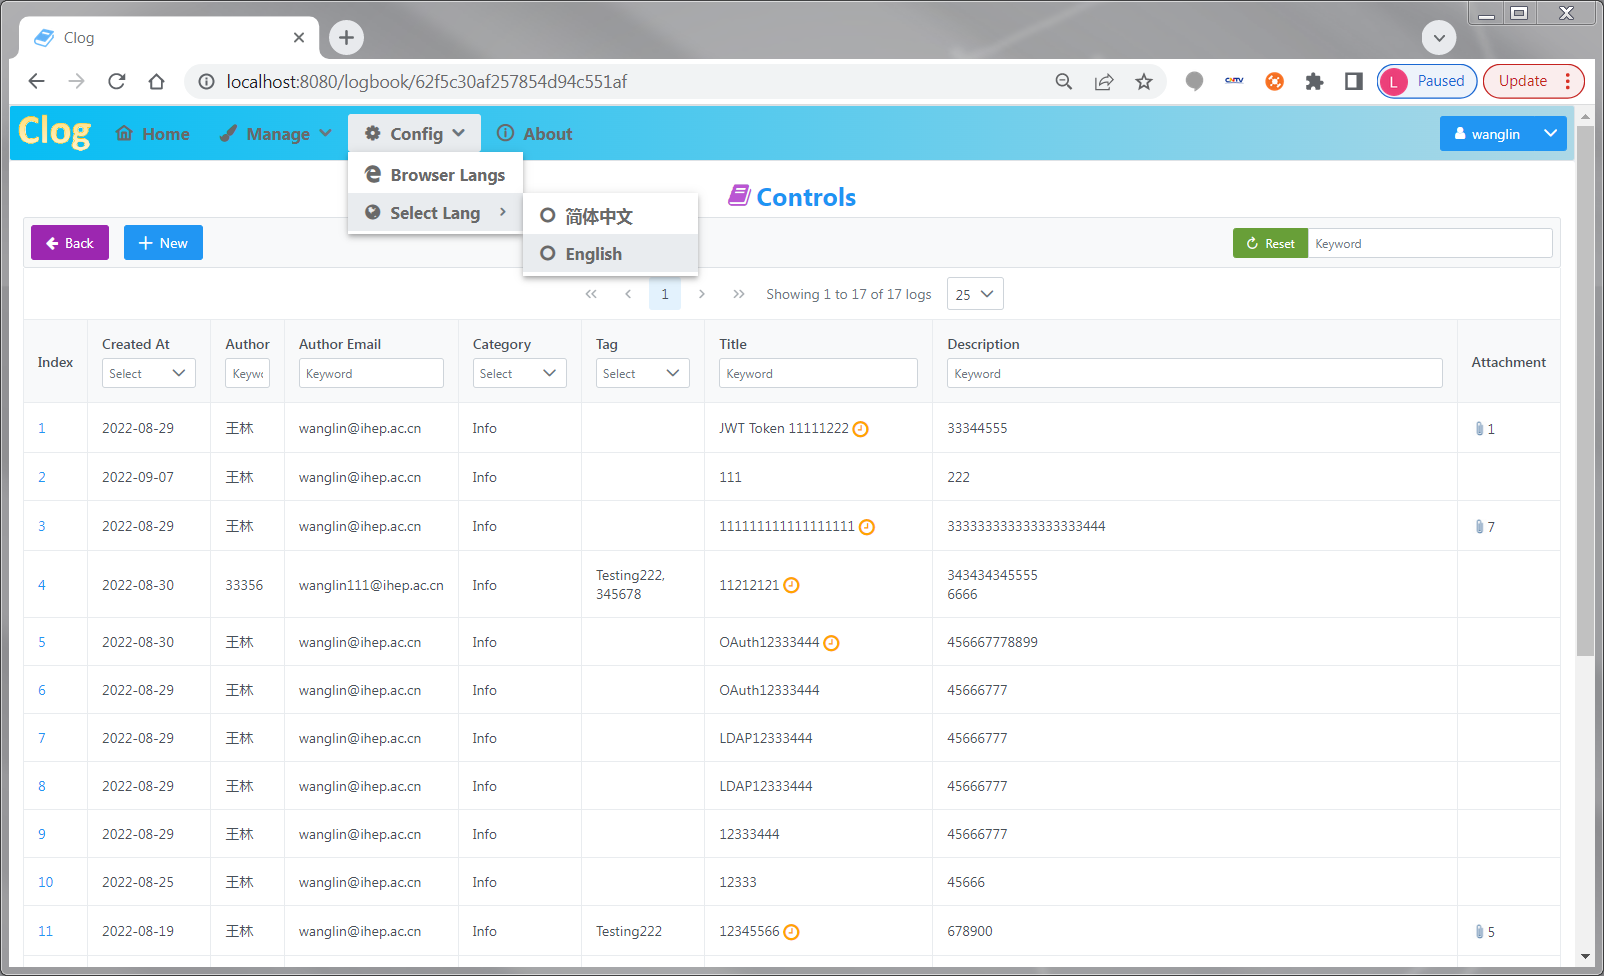 Clog
localhost:8080/logbook/62f5c30af257854d94c551af
L Paused
Update
Clog Home Manage Config About
wanglin
Browser Langs
Select Lang
简体中文
English
Controls
Back New
Reset Keyword
1 Showing 1 to 17 of 17 logs 25
Index Created At Author Author Email Category Tag Title Description Attachment
Select Keywo Keyword Select Select Keyword Keyword
1 2022-08-29 王林 wanglin@ihep.ac.cn Info JWT Token 11111222 33344555 1
2 2022-09-07 王林 wanglin@ihep.ac.cn Info 111 222
3 2022-08-29 王林 wanglin@ihep.ac.cn Info 111111111111111111 333333333333333333444 7
4 2022-08-30 33356 wanglin111@ihep.ac.cn Info Testing222, 345678 11212121 343434345555
6666
5 2022-08-30 王林 wanglin@ihep.ac.cn Info OAuth12333444 456667778899
6 2022-08-29 王林 wanglin@ihep.ac.cn Info OAuth12333444 45666777
7 2022-08-29 王林 wanglin@ihep.ac.cn Info LDAP12333444 45666777
8 2022-08-29 王林 wanglin@ihep.ac.cn Info LDAP12333444 45666777
9 2022-08-29 王林 wanglin@ihep.ac.cn Info 12333444 45666777
10 2022-08-25 王林 wanglin@ihep.ac.cn Info 12333 45666
11 2022-08-19 王林 wanglin@ihep.ac.cn Info Testing222 12345566 678900 5